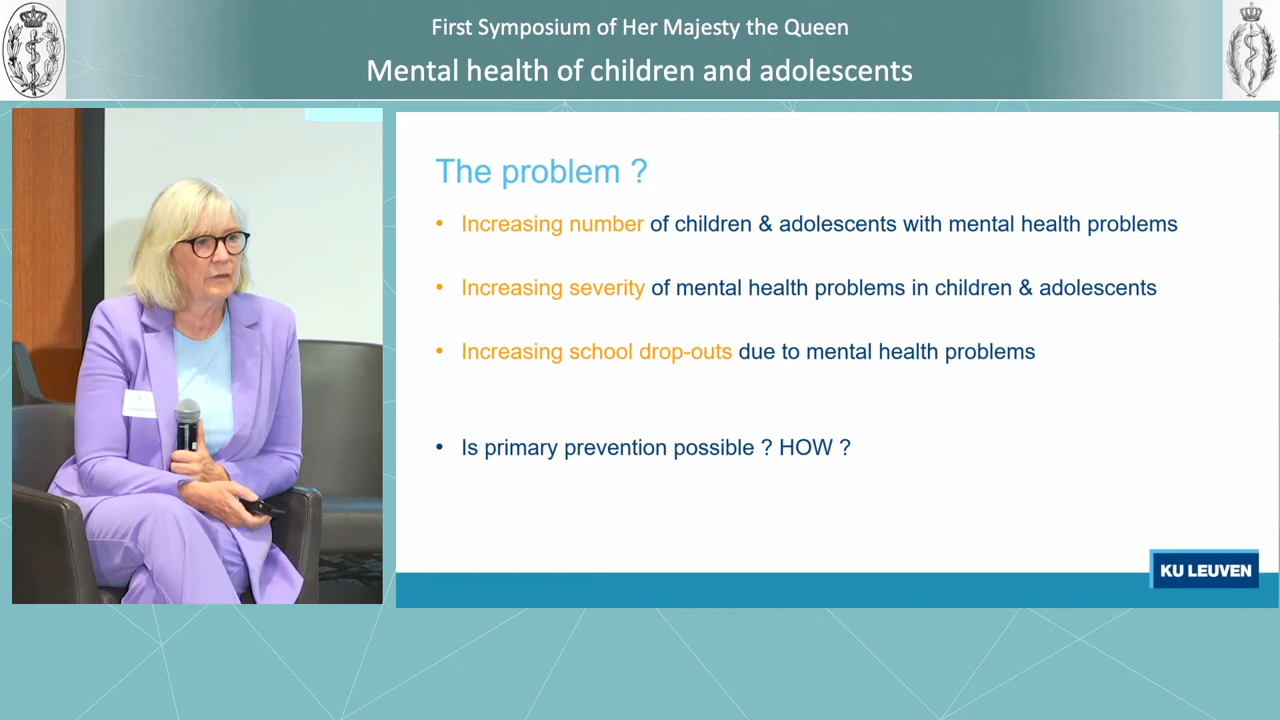 First Symposium of Her Majesty the Queen
Mental health of children and adolescents
The problem ?
• Increasing number of children & adolescents with mental health problems
• Increasing severity of mental health problems in children & adolescents
• Increasing school drop-outs due to mental health problems
• Is primary prevention possible ? HOW ?
KU LEUVEN